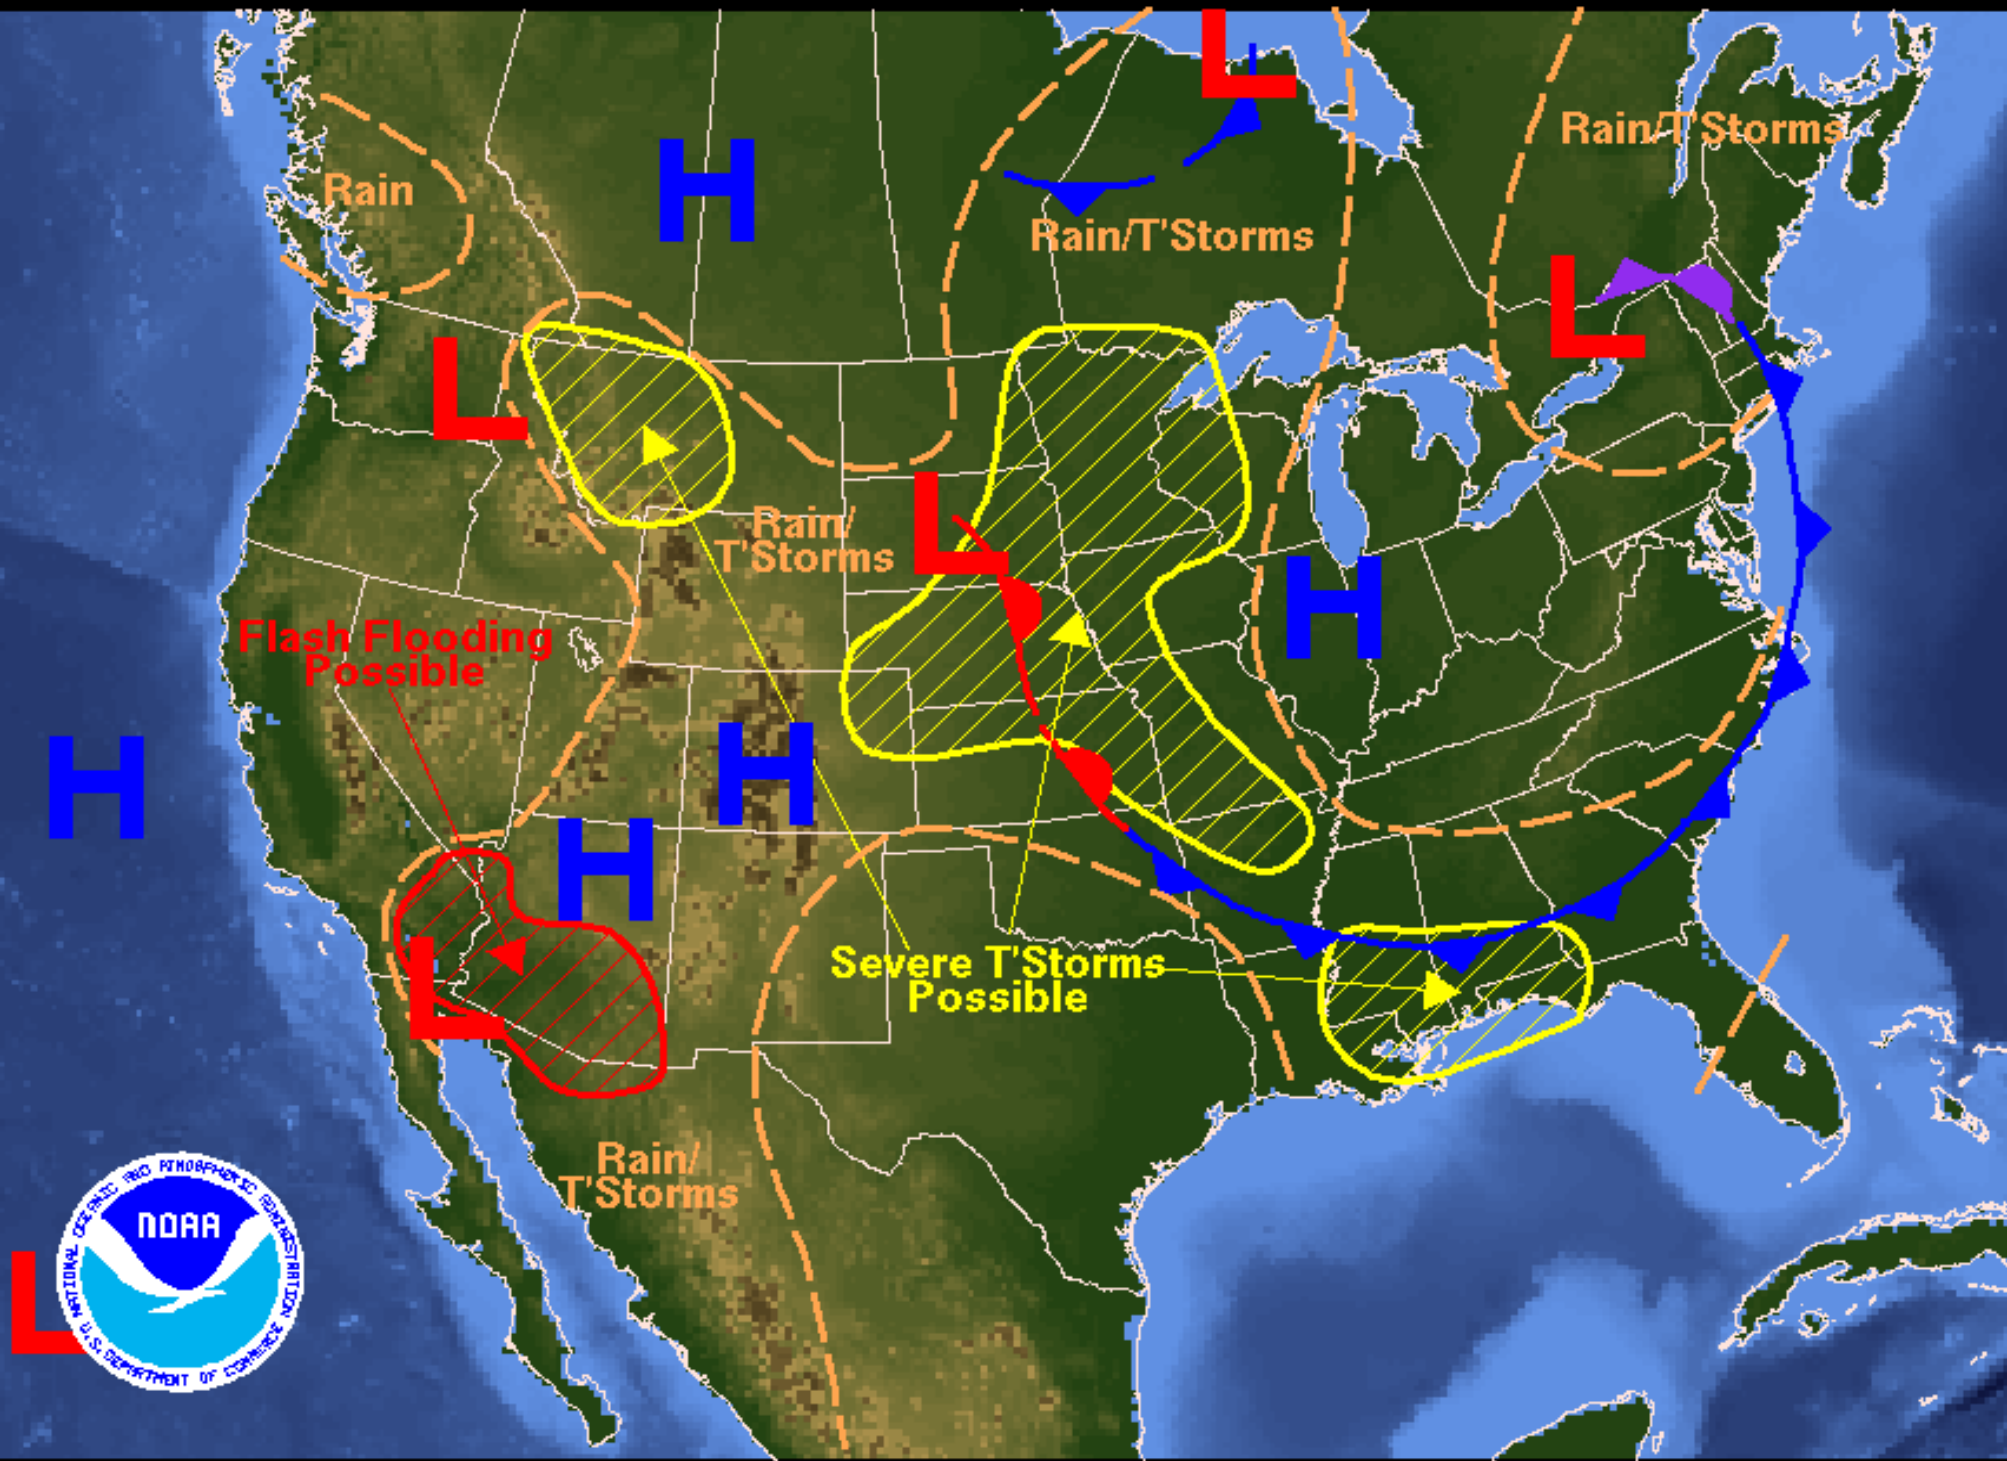 L
Rain/T'Storms
H
Rain
Rain/T'Storms
L
L
L
Rain/
T'Storms
H
Flash Flooding
Possible
H
H
H
L
Severe T'Storms
Possible
Rain/
T'Storms
L
NATIONAL OCEANIC AND ATMOSPHERIC ADMINISTRATION
NOAA
U.S. DEPARTMENT OF COMMERCE